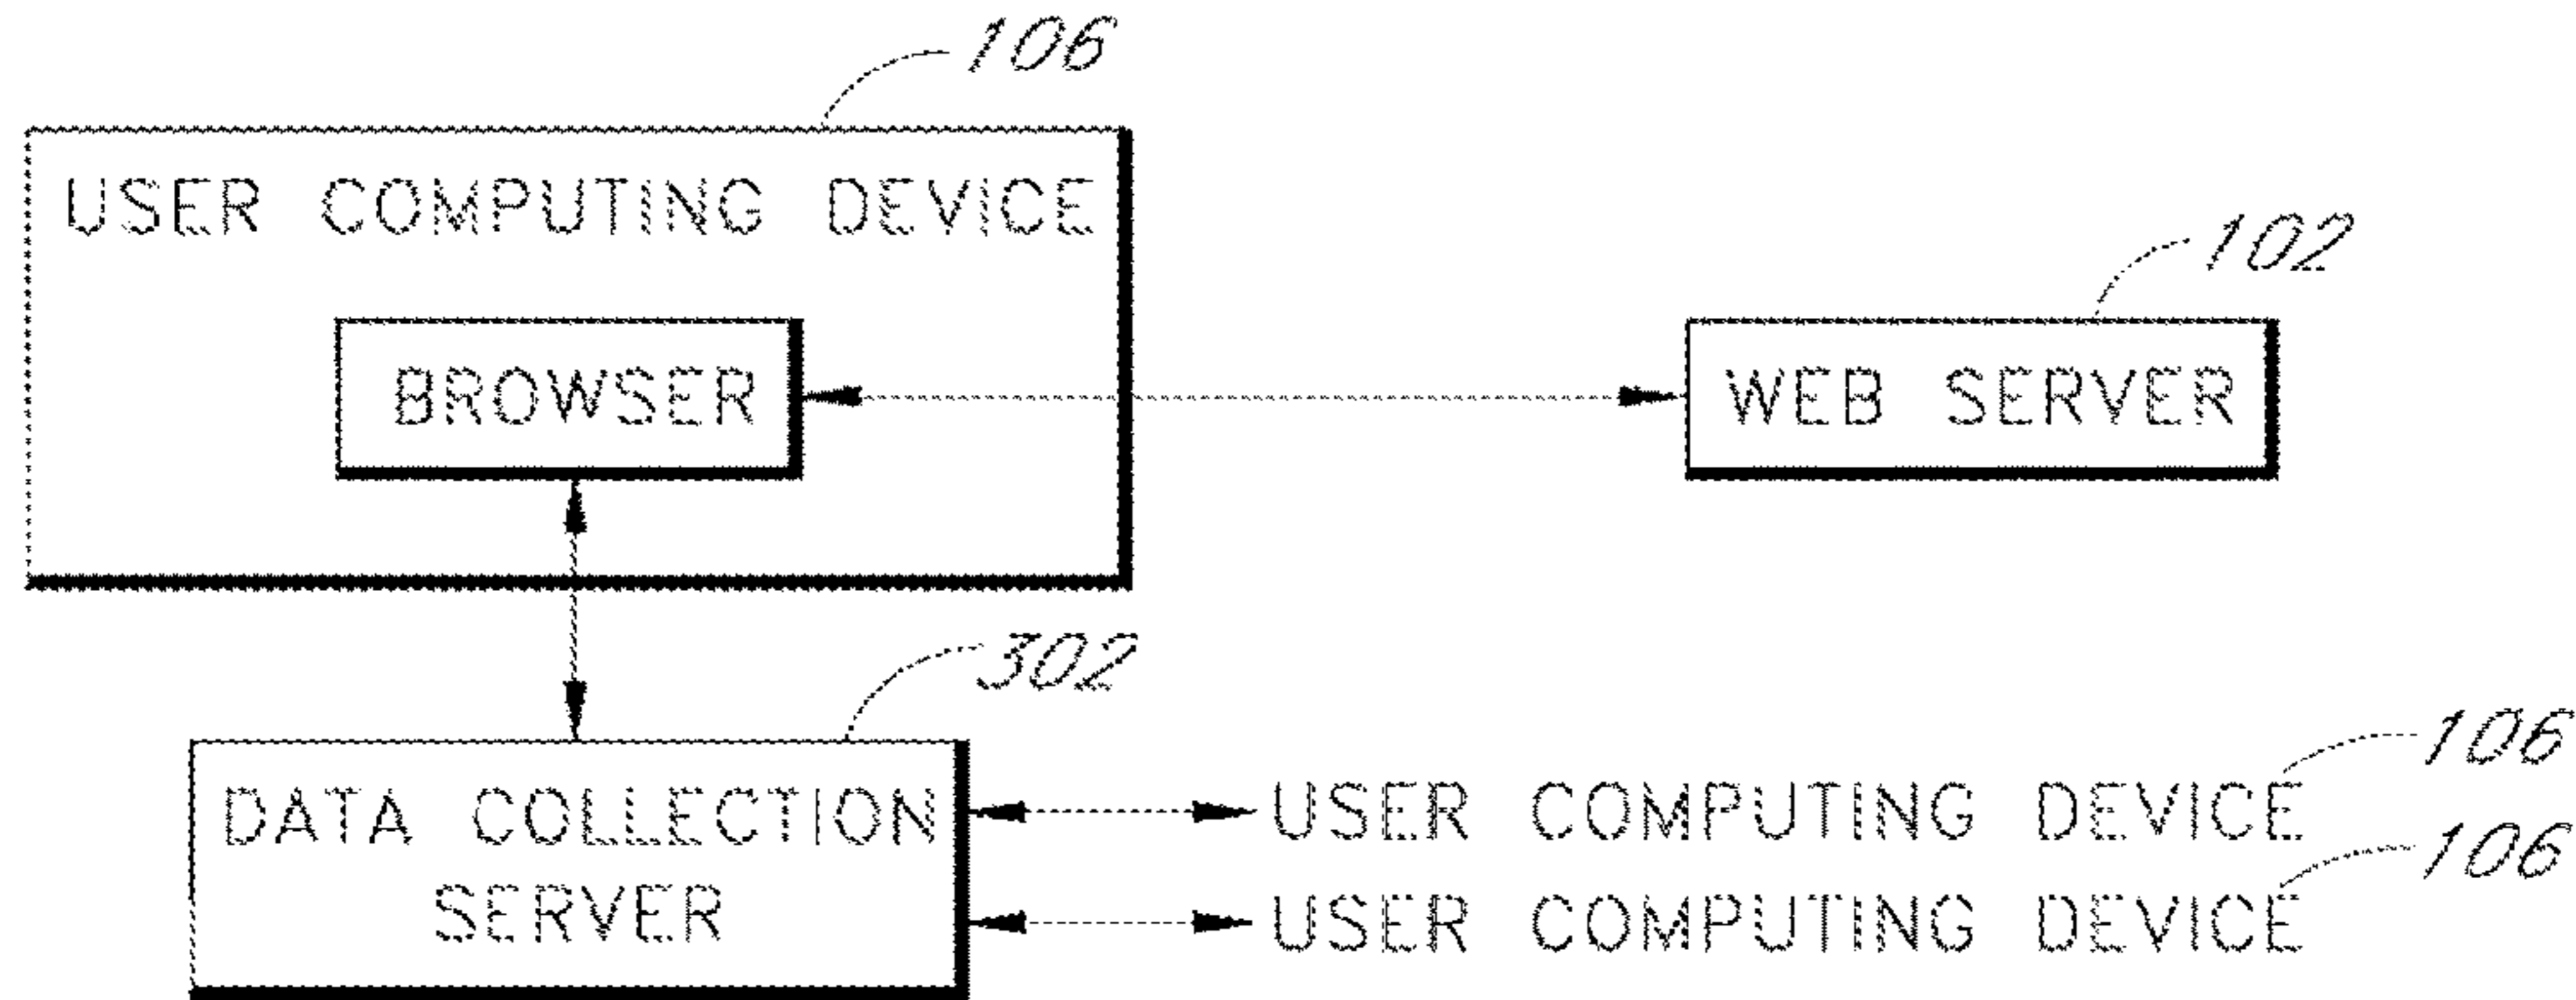 106
USER COMPUTING DEVICE
102
BROWSER
WEB SERVER
302
106
DATA COLLECTION
SERVER
USER COMPUTING DEVICE
106
USER COMPUTING DEVICE